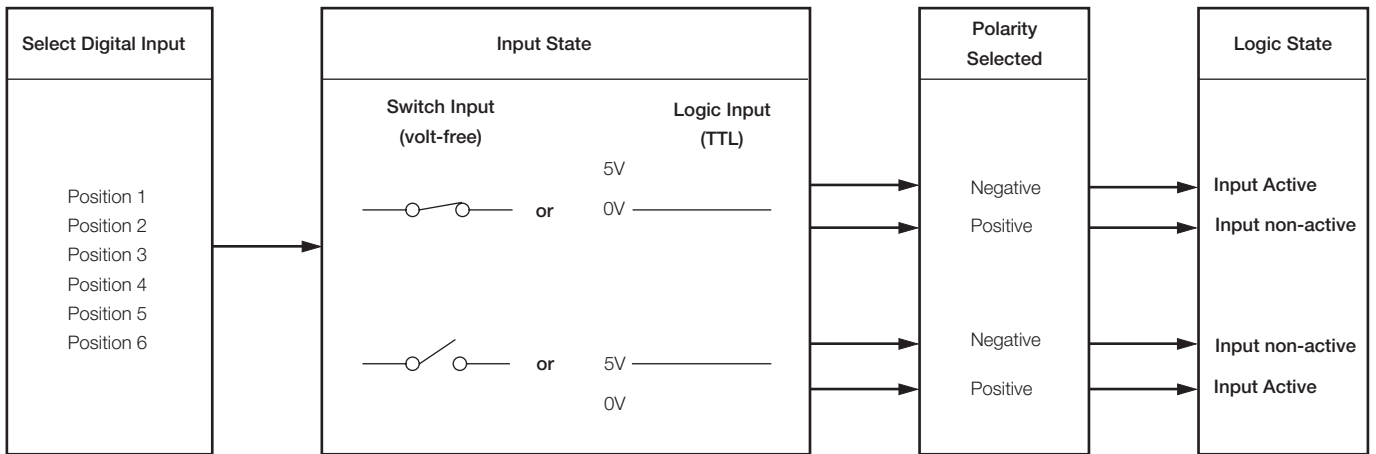 Select Digital Input
Input State
Polarity
Selected
Logic State
Switch Input
(volt-free)
Logic Input
(TTL)
Position 1
Position 2
Position 3
Position 4
Position 5
Position 6
5V
or
0V
Negative
Positive
Input Active
Input non-active
or
5V
0V
Negative
Positive
Input non-active
Input Active